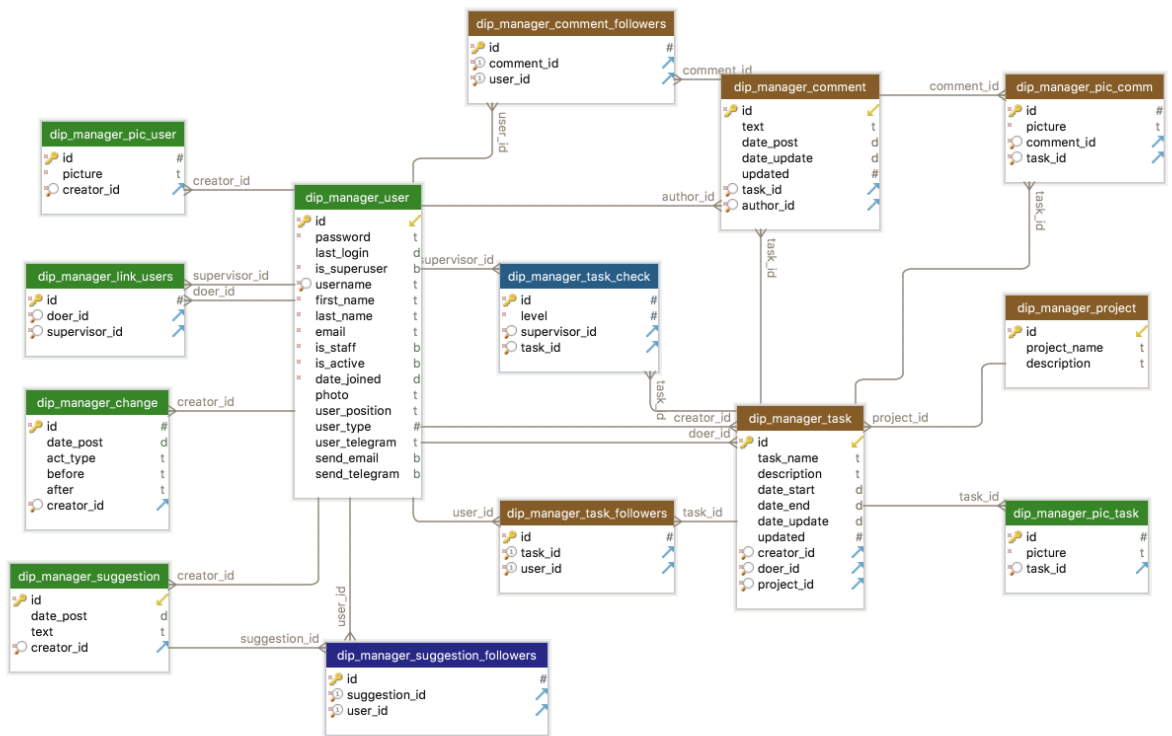 dip_manager_comment_followers
id #
comment_id
user_id
comment_id
user_id
dip_manager_comment
id
text t
date_post d
date_update d
updated #
task_id
author_id
comment_id
dip_manager_pic_comm
id #
picture t
comment_id
task_id
task_id
dip_manager_pic_user
id #
picture t
creator_id
creator_id
dip_manager_user
id
password t
last_login d
is_superuser b
username t
first_name t
last_name t
email t
is_staff b
is_active b
date_joined d
photo t
user_position t
user_type #
user_telegram t
send_email b
send_telegram b
author_id
task_id
dip_manager_link_users
id #
doer_id
supervisor_id
supervisor_id
doer_id
supervisor_id
dip_manager_task_check
id #
level #
supervisor_id
task_id
task_id
dip_manager_project
id
project_name t
description t
project_id
dip_manager_change
id #
date_post d
act_type t
before t
after t
creator_id
creator_id
creator_id
doer_id
dip_manager_task
id
task_name t
description t
date_start d
date_end d
date_update d
updated #
creator_id
doer_id
project_id
user_id
dip_manager_task_followers
id #
task_id
user_id
task_id
task_id
dip_manager_pic_task
id #
picture t
task_id
dip_manager_suggestion
id
date_post d
text t
creator_id
creator_id
user_id
suggestion_id
dip_manager_suggestion_followers
id #
suggestion_id
user_id